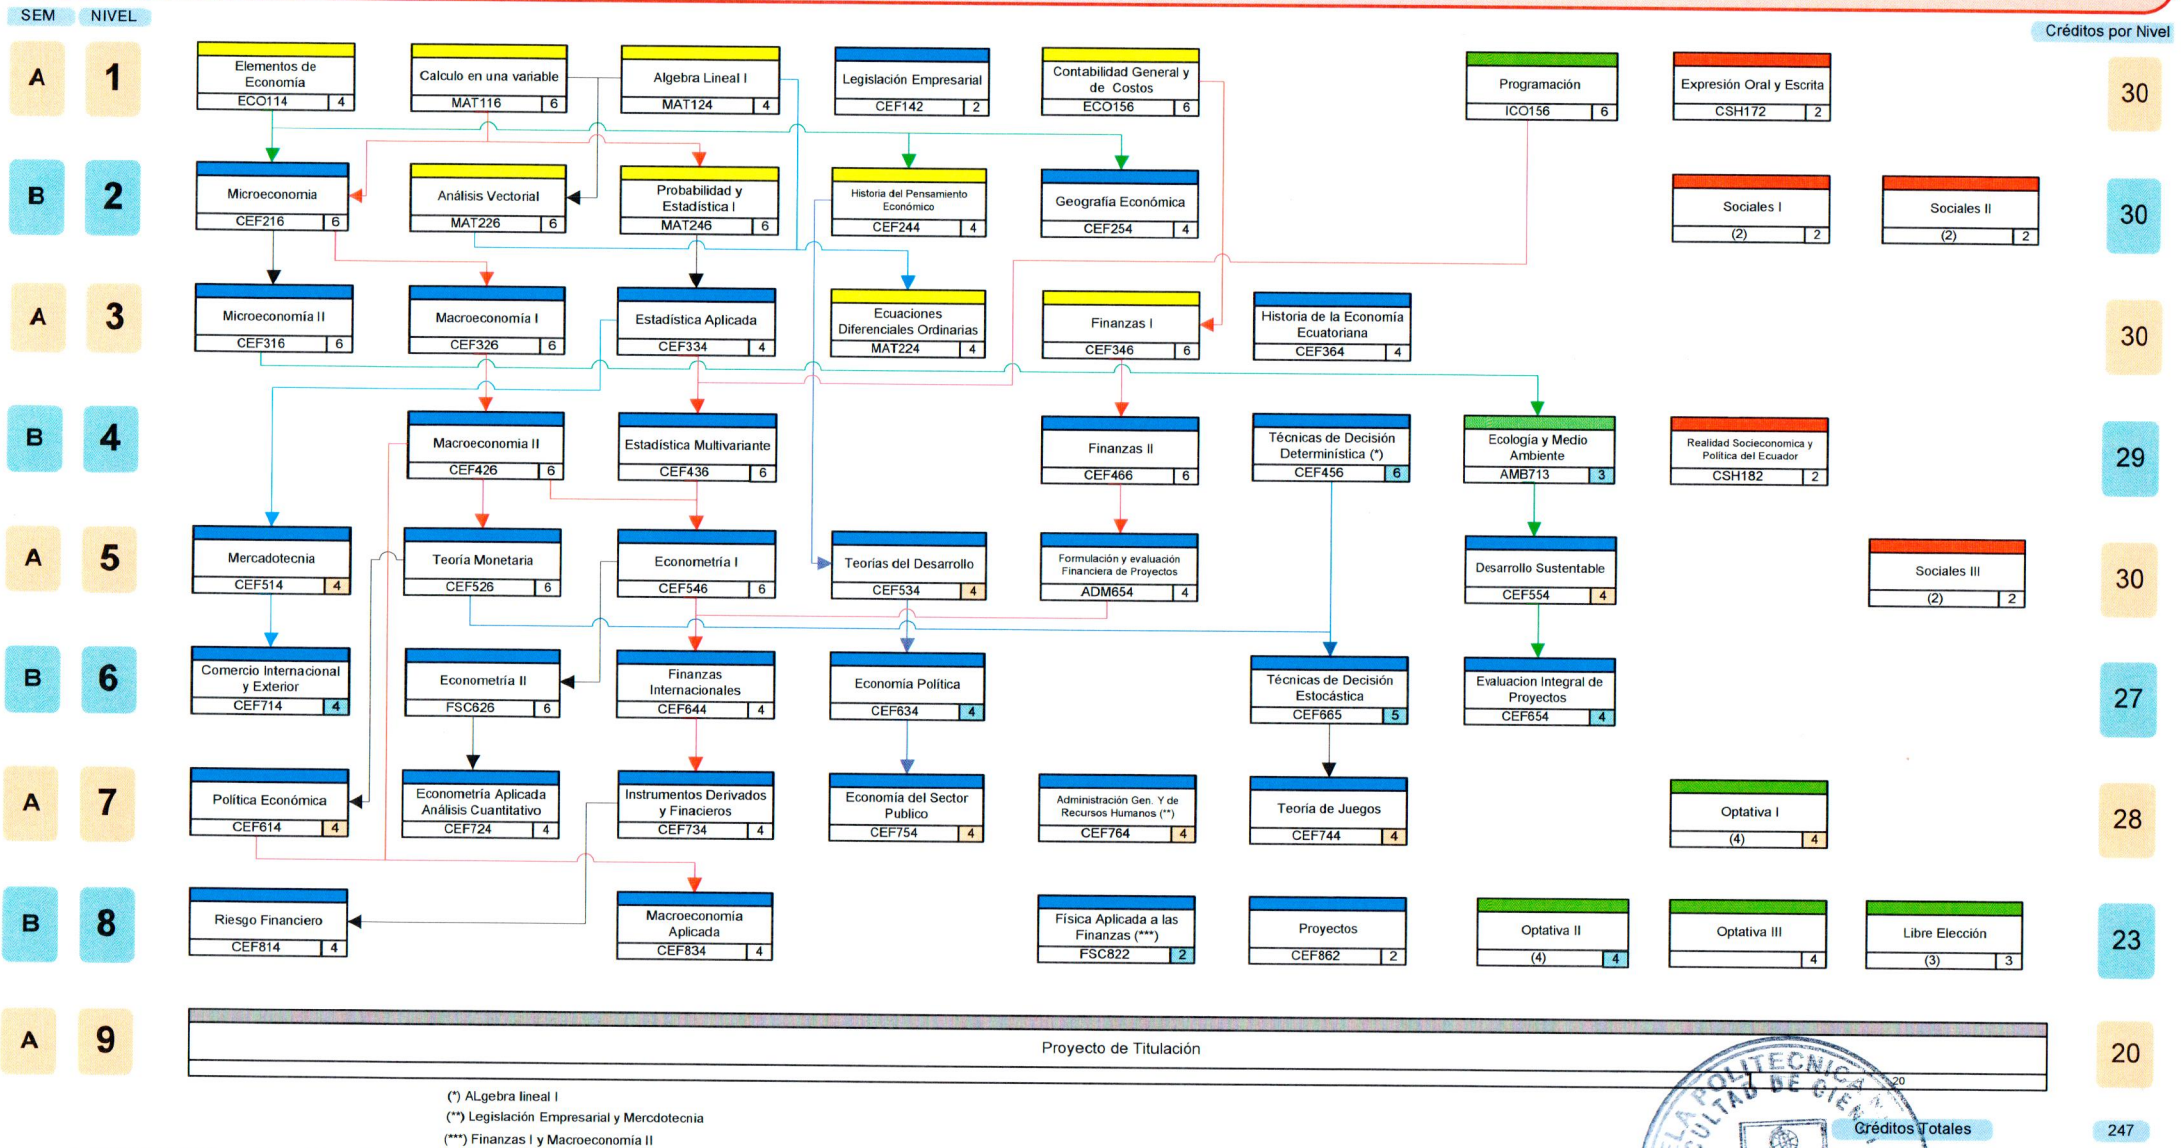 SEM NIVEL
Créditos por Nivel
A 1
Elementos de
Economía
ECO114 4
Calculo en una variable
MAT116 6
Algebra Lineal I
MAT124 4
Legislación Empresarial
CEF142 2
Contabilidad General y
de Costos
ECO156 6
Programación
ICO156 6
Expresión Oral y Escrita
CSH172 2
30
B 2
Microeconomia
CEF216 6
Análisis Vectorial
MAT226 6
Probabilidad y
Estadística I
MAT246 6
Historia del Pensamiento
Económico
CEF244 4
Geografía Económica
CEF254 4
Sociales I
(2) 2
Sociales II
(2) 2
30
A 3
Microeconomía II
CEF316 6
Macroeconomía I
CEF326 6
Estadística Aplicada
CEF334 4
Ecuaciones
Diferenciales Ordinarias
MAT224 4
Finanzas I
CEF346 6
Historia de la Economía
Ecuatoriana
CEF364 4
30
B 4
Macroeconomia II
CEF426 6
Estadística Multivariante
CEF436 6
Finanzas II
CEF466 6
Técnicas de Decisión
Determinística (*)
CEF456 6
Ecología y Medio
Ambiente
AMB713 3
Realidad Socieconomica y
Política del Ecuador
CSH182 2
29
A 5
Mercadotecnia
CEF514 4
Teoría Monetaria
CEF526 6
Econometría I
CEF546 6
Teorías del Desarrollo
CEF534 4
Formulación y evaluación
Financiera de Proyectos
ADM654 4
Desarrollo Sustentable
CEF554 4
Sociales III
(2) 2
30
B 6
Comercio Internacional
y Exterior
CEF714 4
Econometría II
FSC626 6
Finanzas
Internacionales
CEF644 4
Economía Política
CEF634 4
Técnicas de Decisión
Estocástica
CEF665 5
Evaluacion Integral de
Proyectos
CEF654 4
27
A 7
Política Económica
CEF614 4
Econometría Aplicada
Análisis Cuantitativo
CEF724 4
Instrumentos Derivados
y Finacieros
CEF734 4
Economía del Sector
Publico
CEF754 4
Administración Gen. Y de
Recursos Humanos (**)
CEF764 4
Teoría de Juegos
CEF744 4
Optativa I
(4) 4
28
B 8
Riesgo Financiero
CEF814 4
Macroeconomía
Aplicada
CEF834 4
Física Aplicada a las
Finanzas (***)
FSC822 2
Proyectos
CEF862 2
Optativa II
(4) 4
Optativa III
4
Libre Elección
(3) 3
23
A 9
Proyecto de Titulación
20
20
(*) ALgebra lineal I
(**) Legislación Empresarial y Mercdotecnia
(***) Finanzas I y Macroeconomía II
POLITECNICA
DE CIEN
Créditos Totales 247